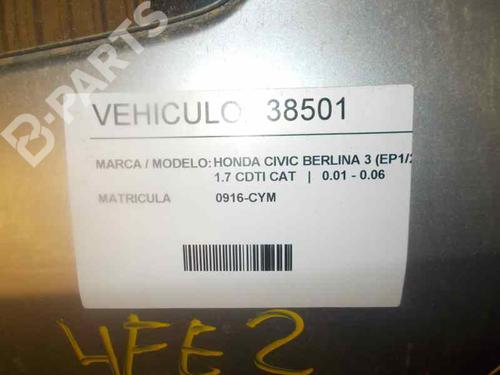 B-PARTS
VEHICULO 38501
MARCA / MODELO: HONDA CIVIC BERLINA 3 (EP1/2
1.7 CDTI CAT | 0.01 - 0.06
MATRICULA 0916-CYM
4EE2